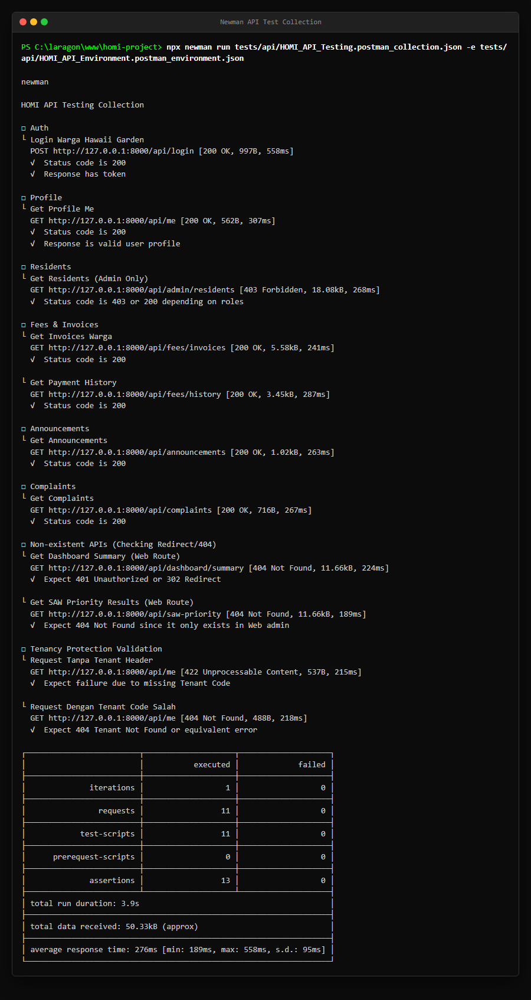 Newman API Test Collection
PS C:\laragon\www\homi-project> npx newman run tests/api/HOMI_API_Testing.postman_collection.json -e tests/
api/HOMI_API_Environment.postman_environment.json
newman
HOMI API Testing Collection
□ Auth
└ Login Warga Hawaii Garden
POST http://127.0.0.1:8000/api/login [200 OK, 997B, 558ms]
√ Status code is 200
√ Response has token
□ Profile
└ Get Profile Me
GET http://127.0.0.1:8000/api/me [200 OK, 562B, 307ms]
√ Status code is 200
√ Response is valid user profile
□ Residents
└ Get Residents (Admin Only)
GET http://127.0.0.1:8000/api/admin/residents [403 Forbidden, 18.08kB, 268ms]
√ Status code is 403 or 200 depending on roles
□ Fees & Invoices
└ Get Invoices Warga
GET http://127.0.0.1:8000/api/fees/invoices [200 OK, 5.58kB, 241ms]
√ Status code is 200
└ Get Payment History
GET http://127.0.0.1:8000/api/fees/history [200 OK, 3.45kB, 287ms]
√ Status code is 200
□ Announcements
└ Get Announcements
GET http://127.0.0.1:8000/api/announcements [200 OK, 1.02kB, 263ms]
√ Status code is 200
□ Complaints
└ Get Complaints
GET http://127.0.0.1:8000/api/complaints [200 OK, 716B, 267ms]
√ Status code is 200
□ Non-existent APIs (Checking Redirect/404)
└ Get Dashboard Summary (Web Route)
GET http://127.0.0.1:8000/api/dashboard/summary [404 Not Found, 11.66kB, 224ms]
√ Expect 401 Unauthorized or 302 Redirect
└ Get SAW Priority Results (Web Route)
GET http://127.0.0.1:8000/api/saw-priority [404 Not Found, 11.66kB, 189ms]
√ Expect 404 Not Found since it only exists in Web admin
□ Tenancy Protection Validation
└ Request Tanpa Tenant Header
GET http://127.0.0.1:8000/api/me [422 Unprocessable Content, 537B, 215ms]
√ Expect failure due to missing Tenant Code
└ Request Dengan Tenant Code Salah
GET http://127.0.0.1:8000/api/me [404 Not Found, 488B, 218ms]
√ Expect 404 Tenant Not Found or equivalent error
executed failed
iterations 1 0
requests 11 0
test-scripts 11 0
prerequest-scripts 0 0
assertions 13 0
total run duration: 3.9s
total data received: 50.33kB (approx)
average response time: 276ms [min: 189ms, max: 558ms, s.d.: 95ms]